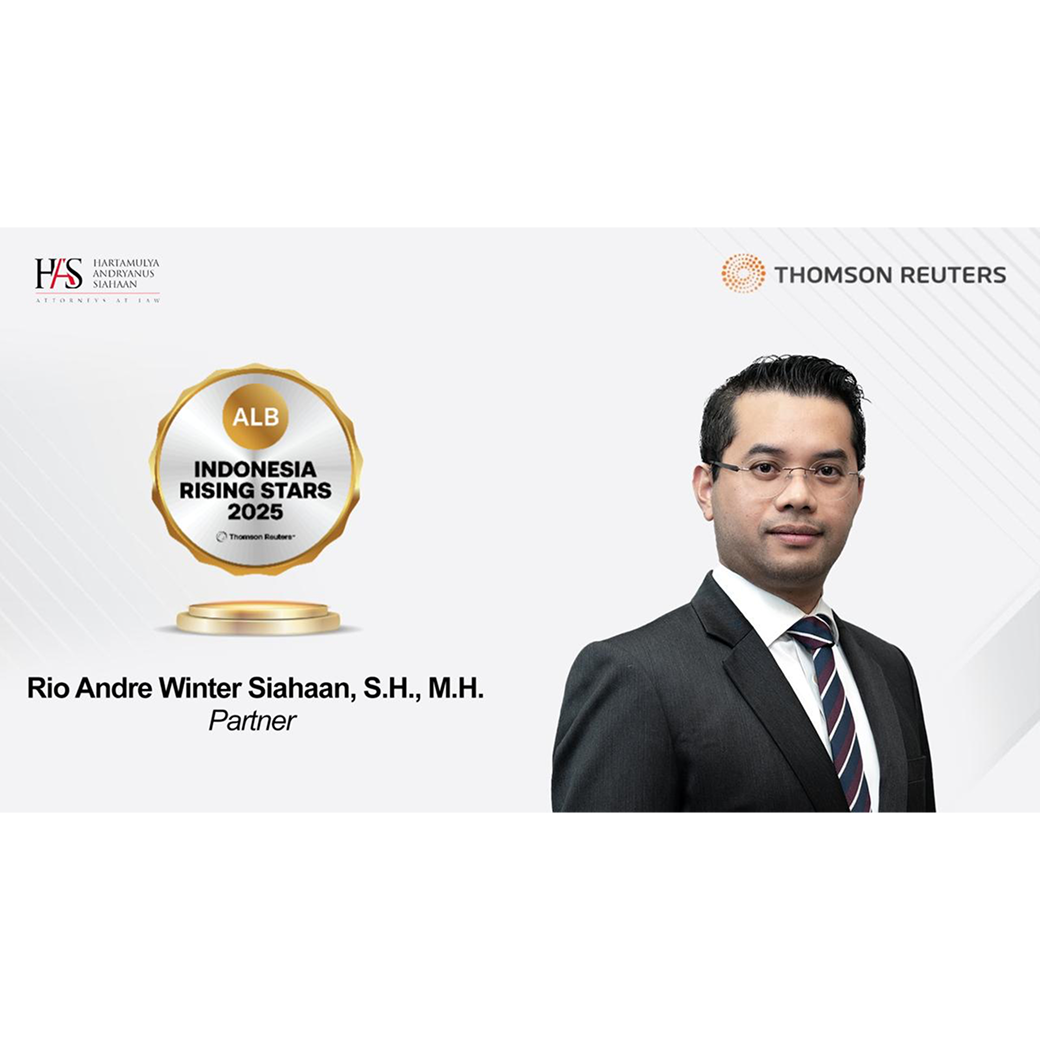 HAS
HARTAMULYA
ANDRYANUS
SIAHAAN
ATTORNEYS AT LAW
THOMSON REUTERS
ALB
INDONESIA
RISING STARS
2025
Thomson Reuters™
Rio Andre Winter Siahaan, S.H., M.H.
Partner